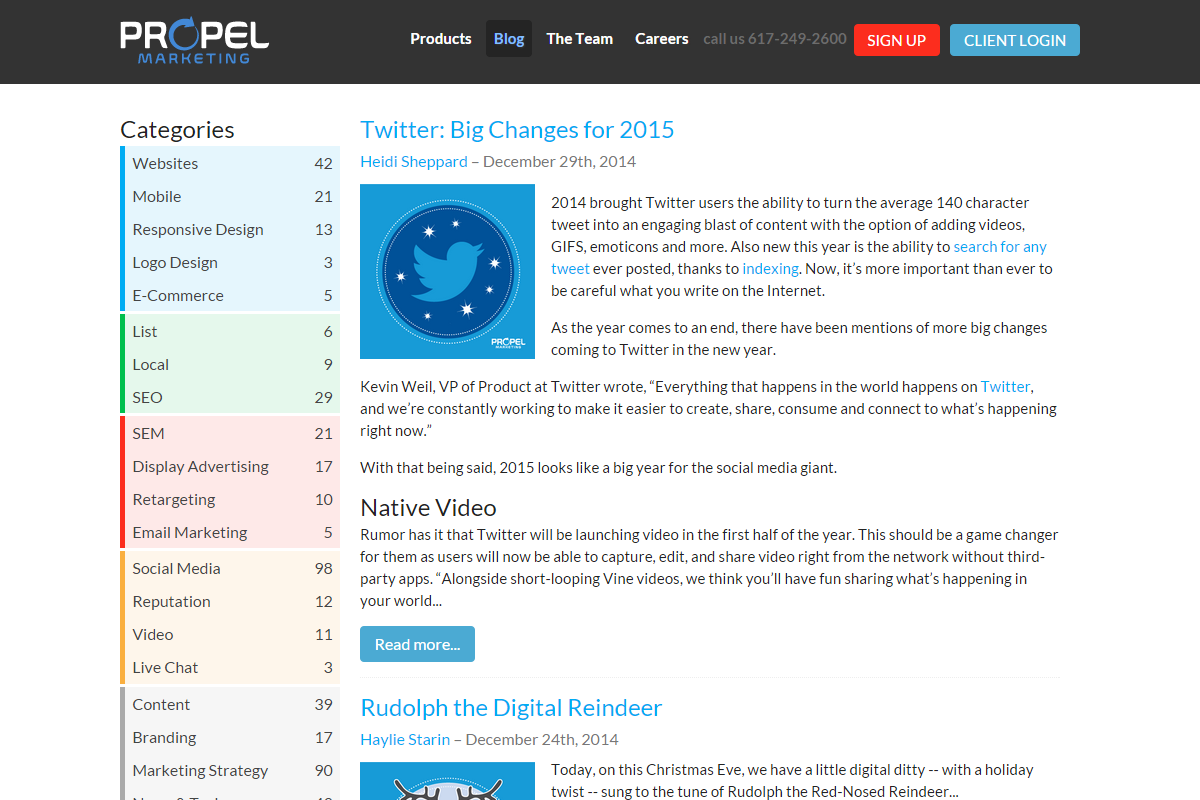 PROPEL
MARKETING
Products Blog The Team Careers call us 617-249-2600 SIGN UP CLIENT LOGIN
Categories
Websites 42
Mobile 21
Responsive Design 13
Logo Design 3
E-Commerce 5
List 6
Local 9
SEO 29
SEM 21
Display Advertising 17
Retargeting 10
Email Marketing 5
Social Media 98
Reputation 12
Video 11
Live Chat 3
Content 39
Branding 17
Marketing Strategy 90
Twitter: Big Changes for 2015
Heidi Sheppard – December 29th, 2014
PROPEL
MARKETING
2014 brought Twitter users the ability to turn the average 140 character
tweet into an engaging blast of content with the option of adding videos,
GIFS, emoticons and more. Also new this year is the ability to search for any
tweet ever posted, thanks to indexing. Now, it’s more important than ever to
be careful what you write on the Internet.
As the year comes to an end, there have been mentions of more big changes
coming to Twitter in the new year.
Kevin Weil, VP of Product at Twitter wrote, “Everything that happens in the world happens on Twitter,
and we’re constantly working to make it easier to create, share, consume and connect to what’s happening
right now.”
With that being said, 2015 looks like a big year for the social media giant.
Native Video
Rumor has it that Twitter will be launching video in the first half of the year. This should be a game changer
for them as users will now be able to capture, edit, and share video right from the network without third-
party apps. “Alongside short-looping Vine videos, we think you’ll have fun sharing what’s happening in
your world...
Read more...
Rudolph the Digital Reindeer
Haylie Starin – December 24th, 2014
Today, on this Christmas Eve, we have a little digital ditty -- with a holiday
twist -- sung to the tune of Rudolph the Red-Nosed Reindeer...